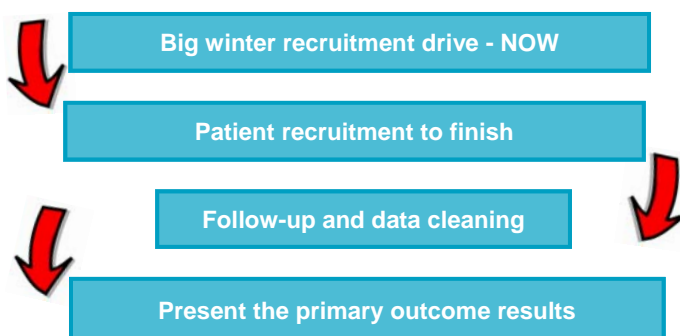 Big winter recruitment drive - NOW
Patient recruitment to finish
Follow-up and data cleaning
Present the primary outcome results